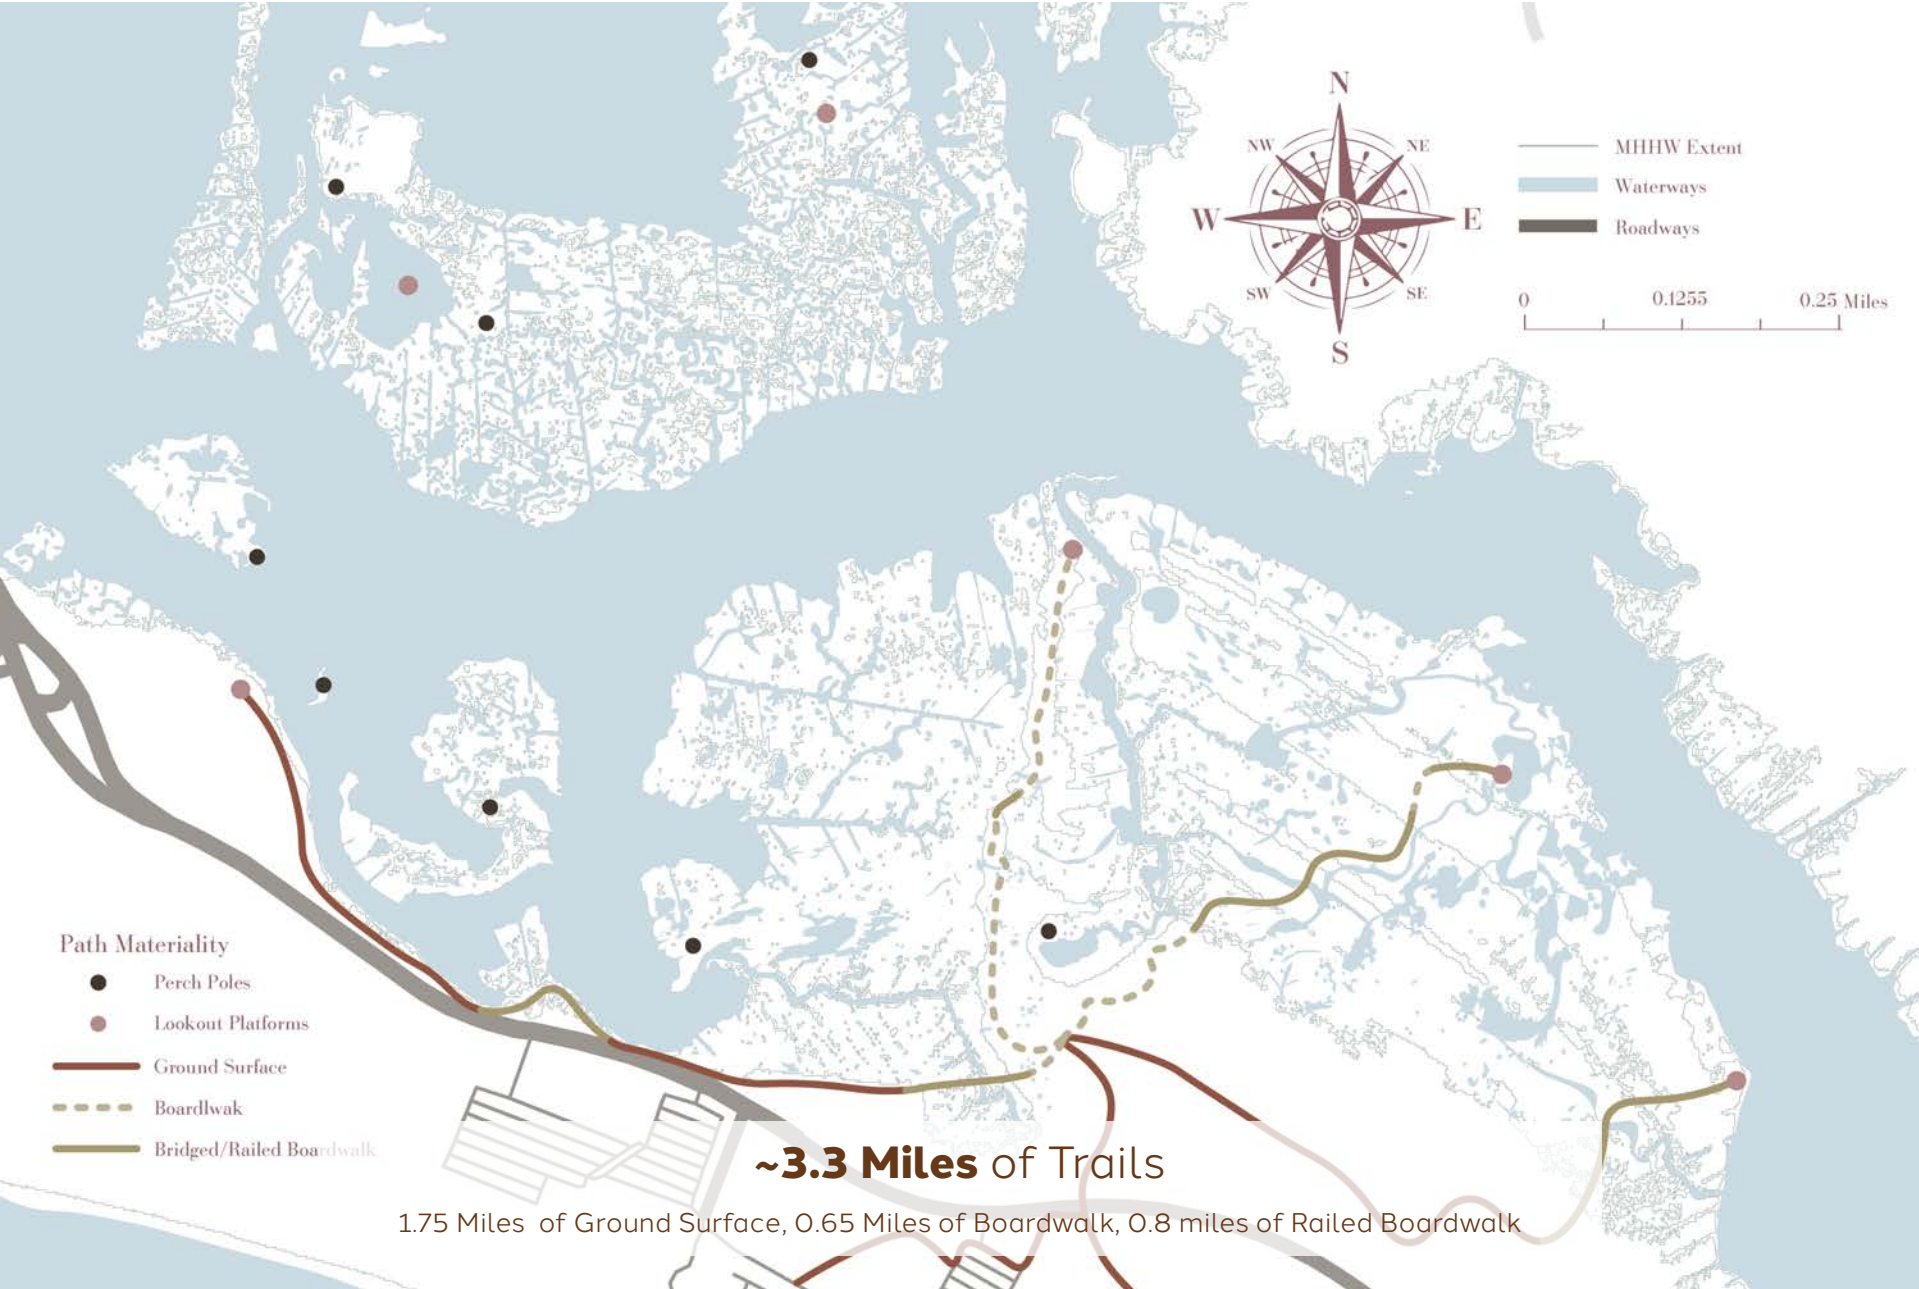 N
NW
NE
W
E
SW
SE
S
MHHW Extent
Waterways
Roadways
0 0.1255 0.25 Miles
Path Materiality
Perch Poles
Lookout Platforms
Ground Surface
Boardlwak
Bridged/Railed Boardwalk
~3.3 Miles of Trails
1.75 Miles of Ground Surface, 0.65 Miles of Boardwalk, 0.8 miles of Railed Boardwalk